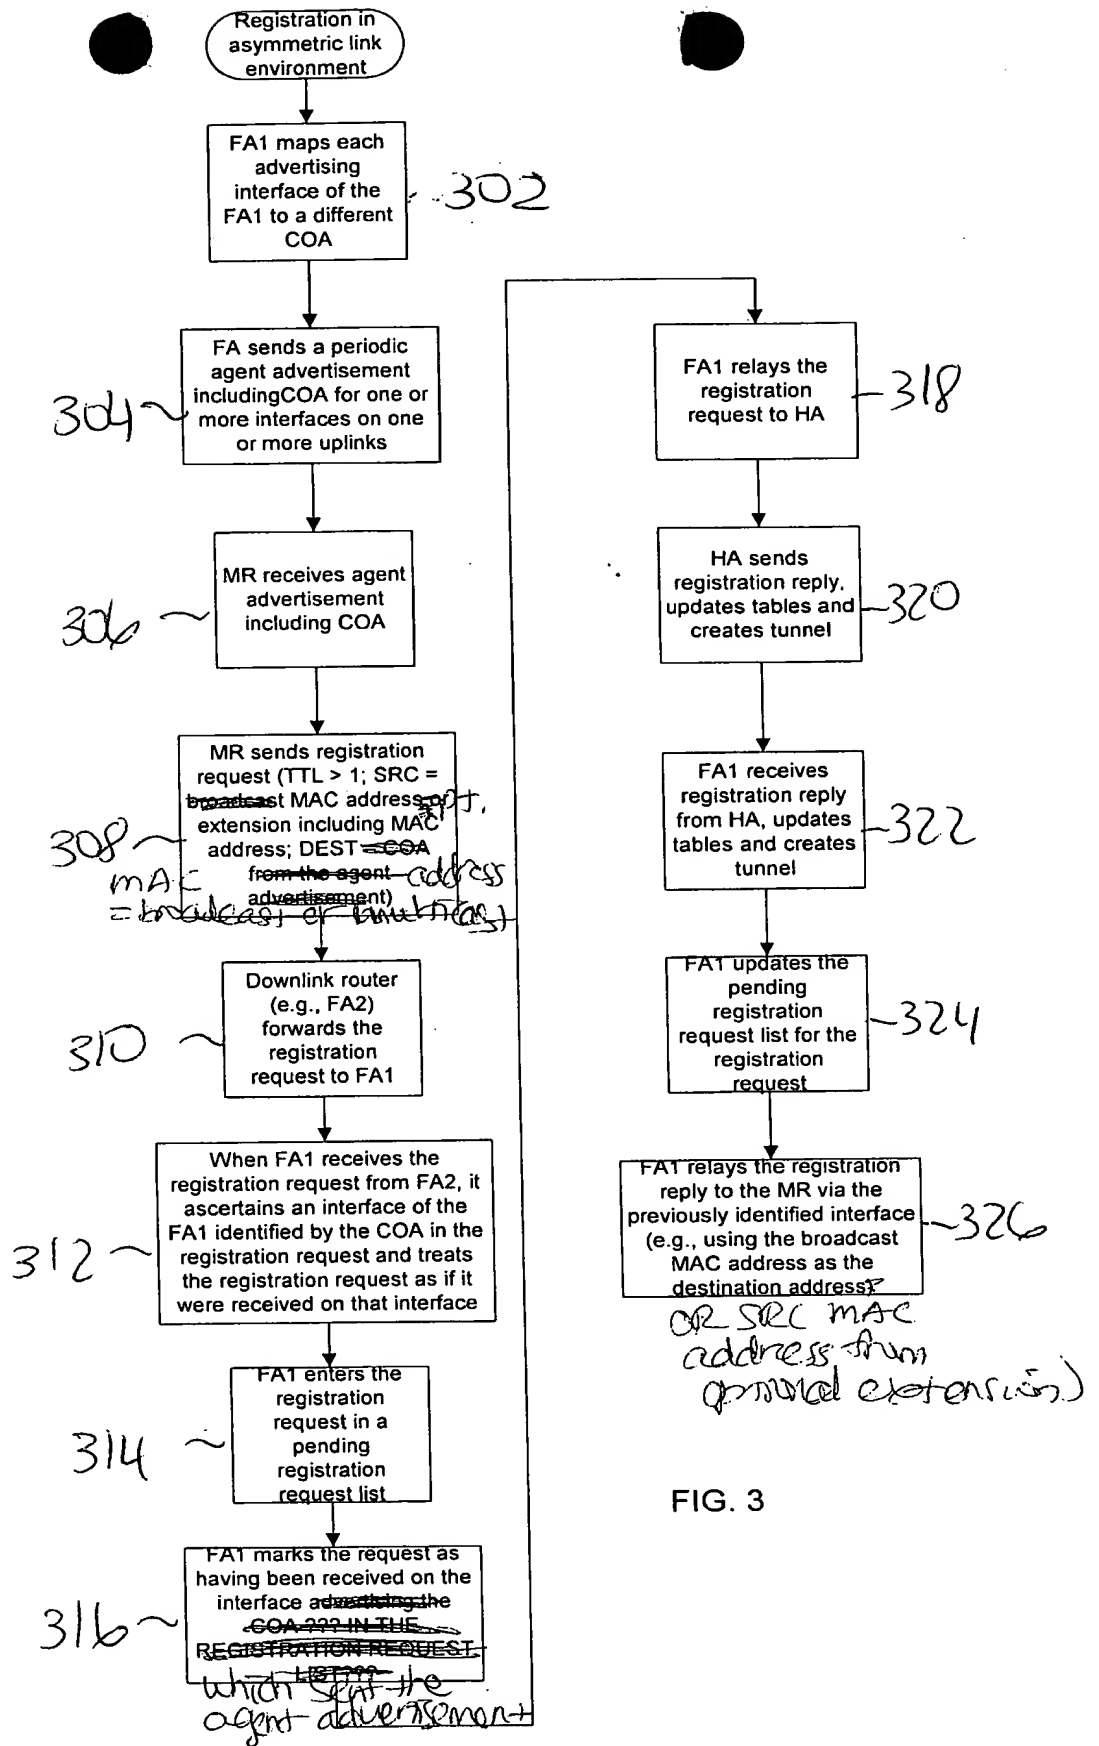 Registration in
asymmetric link
environment
FA1 maps each
advertising
interface of the
FA1 to a different
COA
302
FA sends a periodic
agent advertisement
includingCOA for one or
more interfaces on one
or more uplinks
304
MR receives agent
advertisement
including COA
306
MR sends registration
request (TTL > 1; SRC =
broadcast MAC address or opt.
extension including MAC
address; DEST = COA
from the agent address
advertisement)
308
MAC
= broadcast or multicast
Downlink router
(e.g., FA2)
forwards the
registration
request to FA1
310
When FA1 receives the
registration request from FA2, it
ascertains an interface of the
FA1 identified by the COA in the
registration request and treats
the registration request as if it
were received on that interface
312
FA1 enters the
registration
request in a
pending
registration
request list
314
FA1 marks the request as
having been received on the
interface advertising the
COA ??? IN THE
REGISTRATION REQUEST
LIST???
which sent the
agent advertisement
316
FA1 relays the
registration
request to HA
318
HA sends
registration reply,
updates tables and
creates tunnel
320
FA1 receives
registration reply
from HA, updates
tables and creates
tunnel
322
FA1 updates the
pending
registration
request list for the
registration
request
324
FA1 relays the registration
reply to the MR via the
previously identified interface
(e.g., using the broadcast
MAC address as the
destination address
OR SRC MAC
address from
extension)
326
FIG. 3